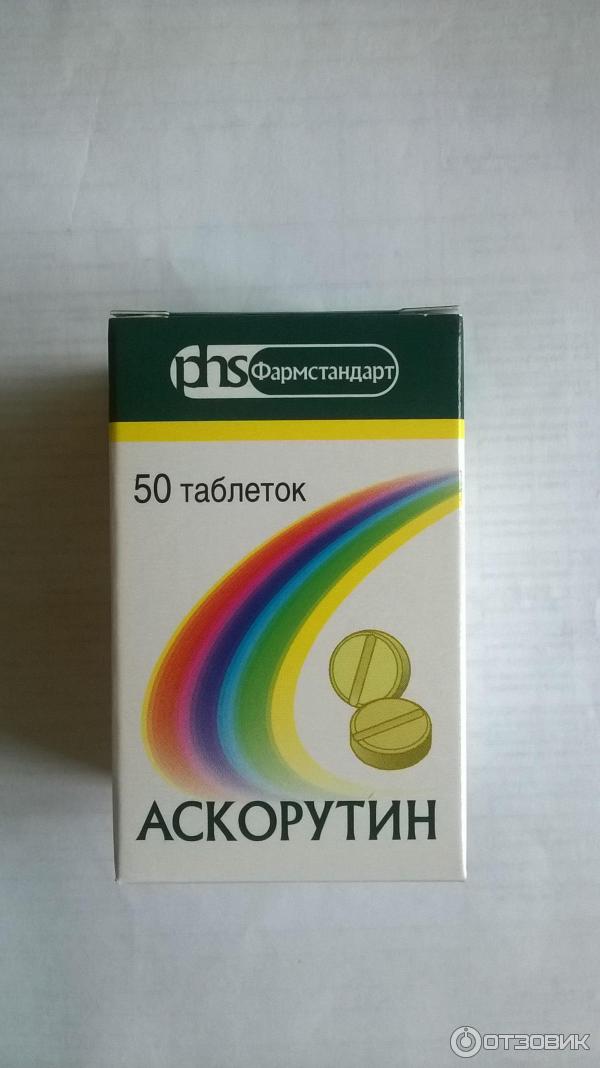 phs Фармстандарт
50 таблеток
АСКОРУТИН
ОТЗОВИК